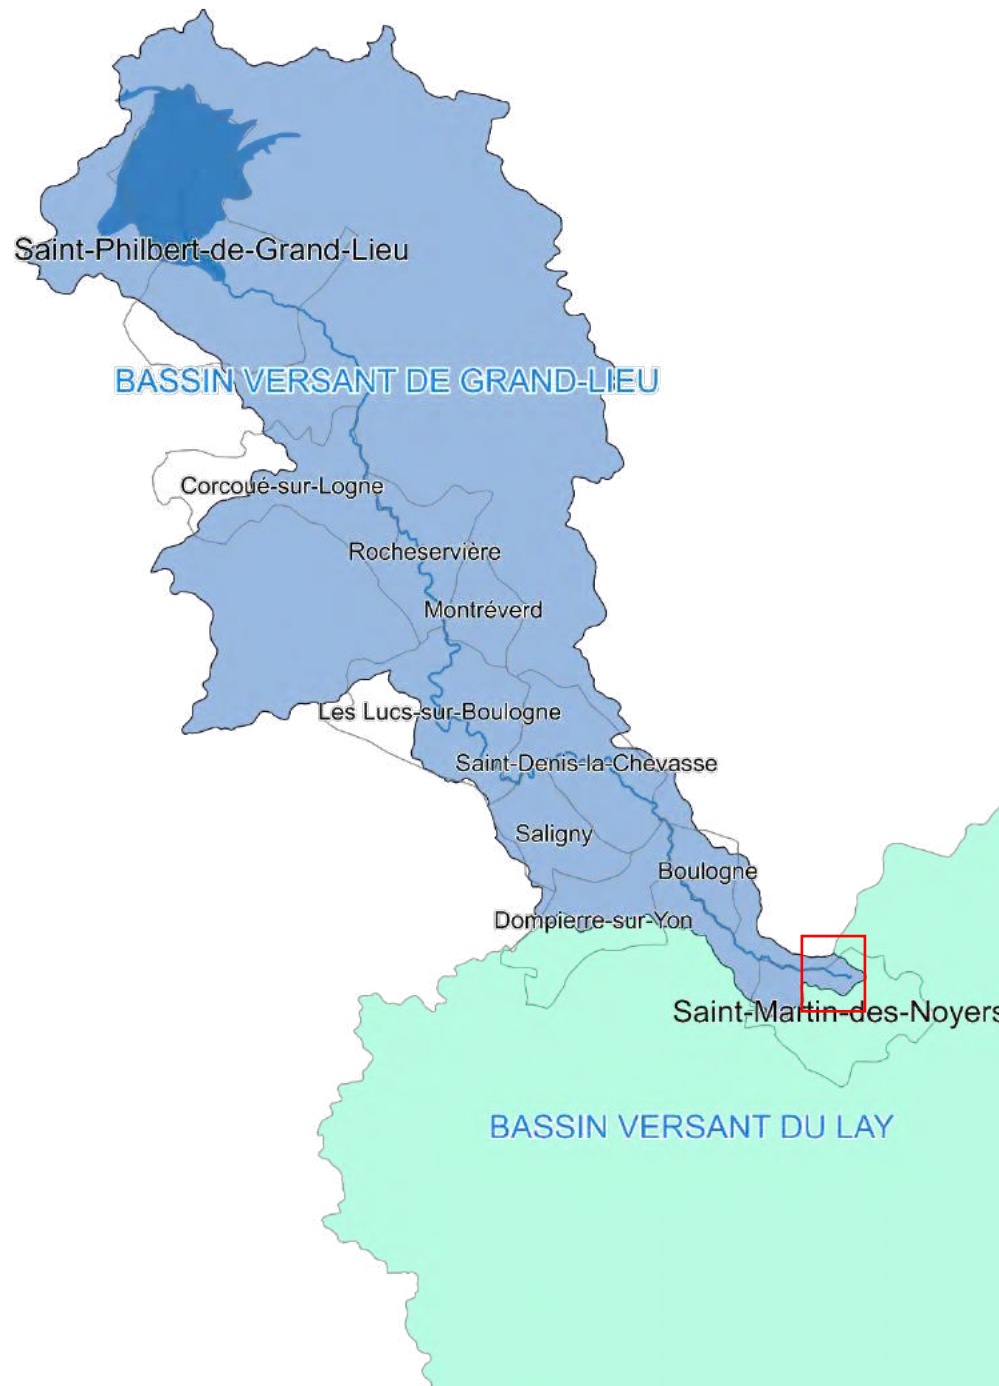 Saint-Philbert-de-Grand-Lieu
BASSIN VERSANT DE GRAND-LIEU
Corcoué-sur-Logne
Rocheservière
Montréverd
Les Lucs-sur-Boulogne
Saint-Denis-la-Chevasse
Saligny
Boulogne
Dompierre-sur-Yon
Saint-Martin-des-Noyers
BASSIN VERSANT DU LAY